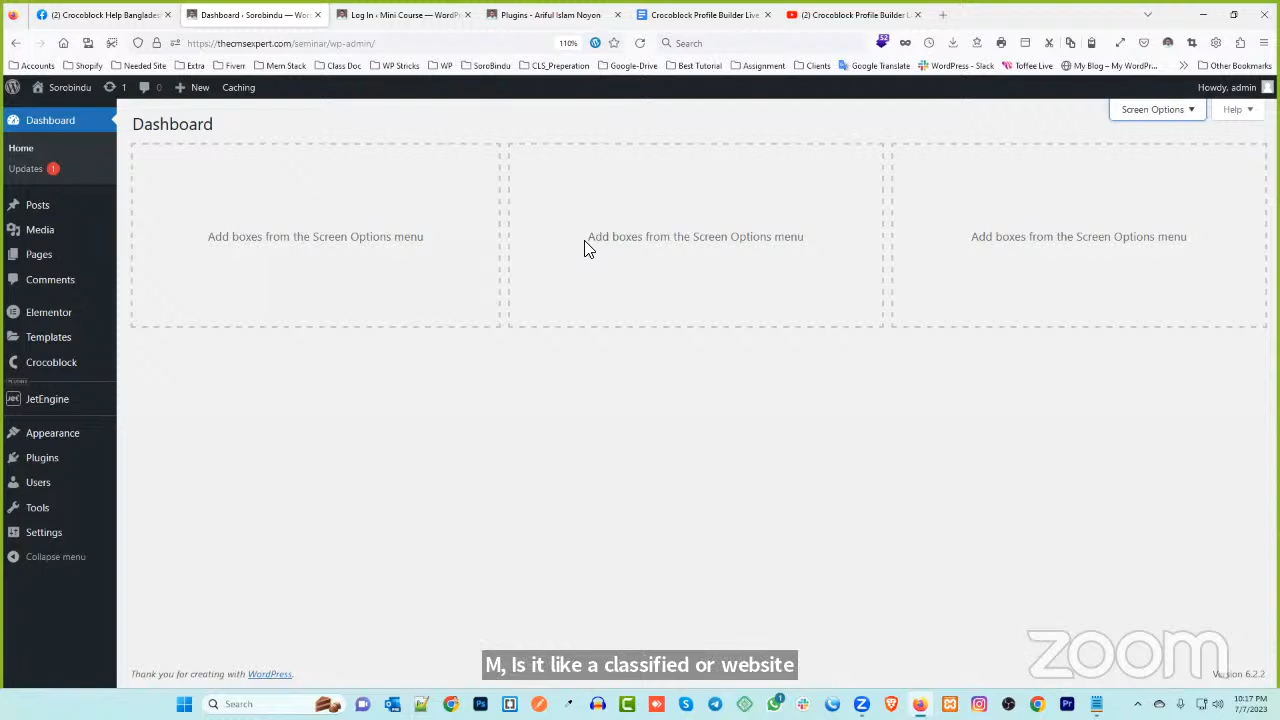 (2) Crocoblock Help Banglades
Dashboard ‹ Sorobindu — Wor
Log In ‹ Mini Course — WordPr
Plugins ‹ Ariful Islam Noyon
Crocoblock Profile Builder Live
(2) Crocoblock Profile Builder L
https://thecmsexpert.com/seminar/wp-admin/
110%
Search
52
Accounts
Shopify
Needed Site
Extra
Fiverr
Mem Stack
Class Doc
WP Stricks
WP
SoroBindu
CLS_Preperation
Google-Drive
Best Tutorial
Assignment
Clients
Google Translate
WordPress - Slack
Toffee Live
My Blog – My WordPr...
Other Bookmarks
Sorobindu
1
0
New
Caching
Howdy, admin
Dashboard
Home
Updates 1
Posts
Media
Pages
Comments
Elementor
Templates
Crocoblock
PLUGINS
JetEngine
Appearance
Plugins
Users
Tools
Settings
Collapse menu
Dashboard
Screen Options
Help
Add boxes from the Screen Options menu
Add boxes from the Screen Options menu
Add boxes from the Screen Options menu
M, Is it like a classified or website
zoom
Thank you for creating with WordPress.
Version 6.2.2
Search
1
10:17 PM
7/7/2023